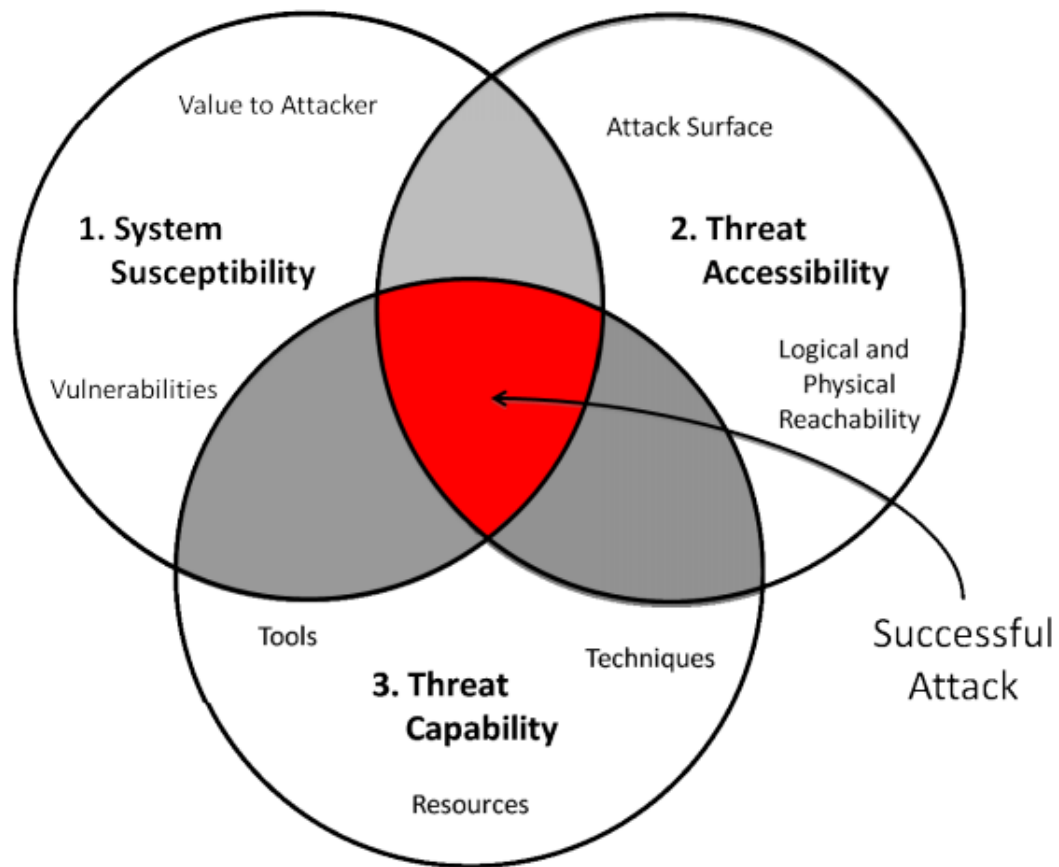 Value to Attacker
Attack Surface
1. System
Susceptibility
2. Threat
Accessibility
Vulnerabilities
Logical and
Physical
Reachability
Tools
Techniques
3. Threat
Capability
Resources
Successful
Attack